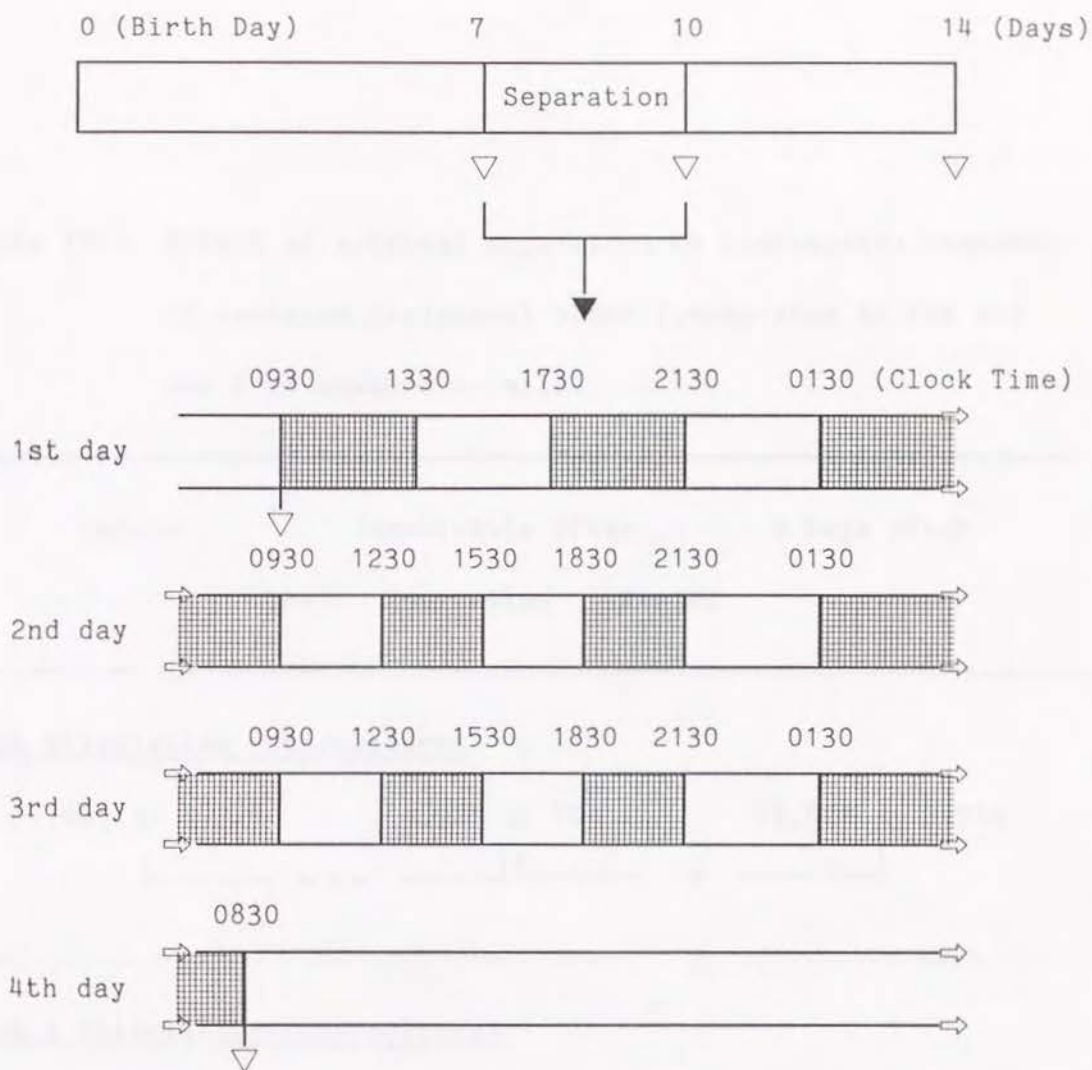 0 (Birth Day) 7 10 14 (Days)
Separation
0930 1330 1730 2130 0130 (Clock Time)
1st day
0930 1230 1530 1830 2130 0130
2nd day
0930 1230 1530 1830 2130 0130
3rd day
0830
4th day